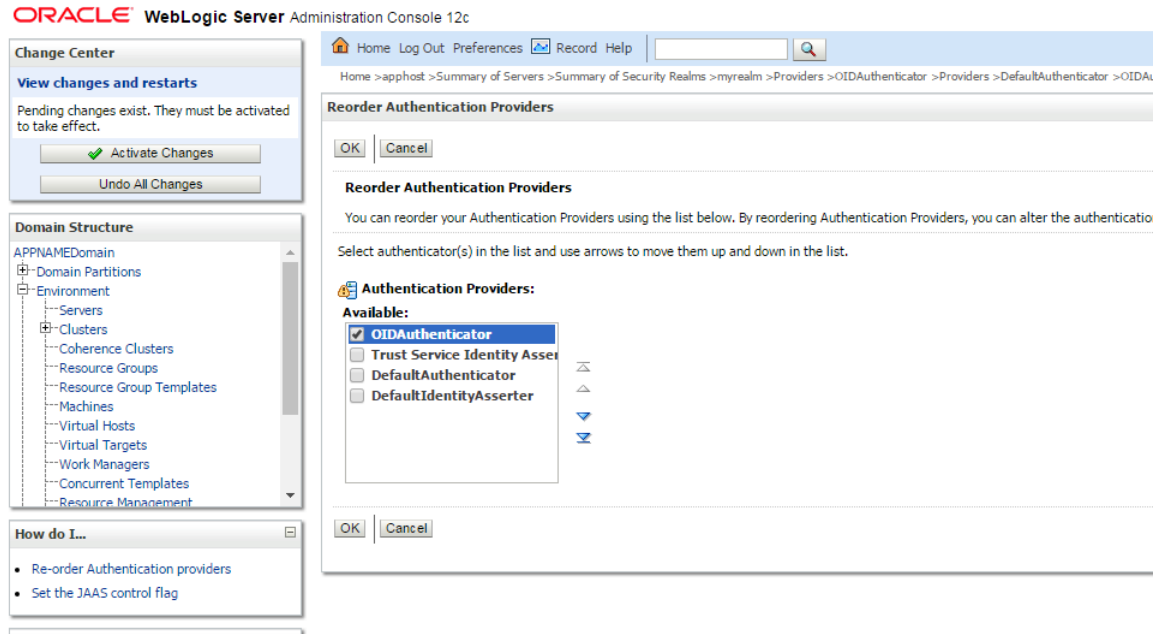 ORACLE WebLogic Server Administration Console 12c
Change Center
View changes and restarts
Pending changes exist. They must be activated
to take effect.
Activate Changes
Undo All Changes
Domain Structure
APPNAMEDomain
Domain Partitions
Environment
Servers
Clusters
Coherence Clusters
Resource Groups
Resource Group Templates
Machines
Virtual Hosts
Virtual Targets
Work Managers
Concurrent Templates
Resource Management
How do I...
Re-order Authentication providers
Set the JAAS control flag
Home Log Out Preferences Record Help
Home >apphost >Summary of Servers >Summary of Security Realms >myrealm >Providers >OIDAuthenticator >Providers >DefaultAuthenticator >OIDAu
Reorder Authentication Providers
OK Cancel
Reorder Authentication Providers
You can reorder your Authentication Providers using the list below. By reordering Authentication Providers, you can alter the authenticatio
Select authenticator(s) in the list and use arrows to move them up and down in the list.
Authentication Providers:
Available:
OIDAuthenticator
Trust Service Identity Asser
DefaultAuthenticator
DefaultIdentityAsserter
OK Cancel